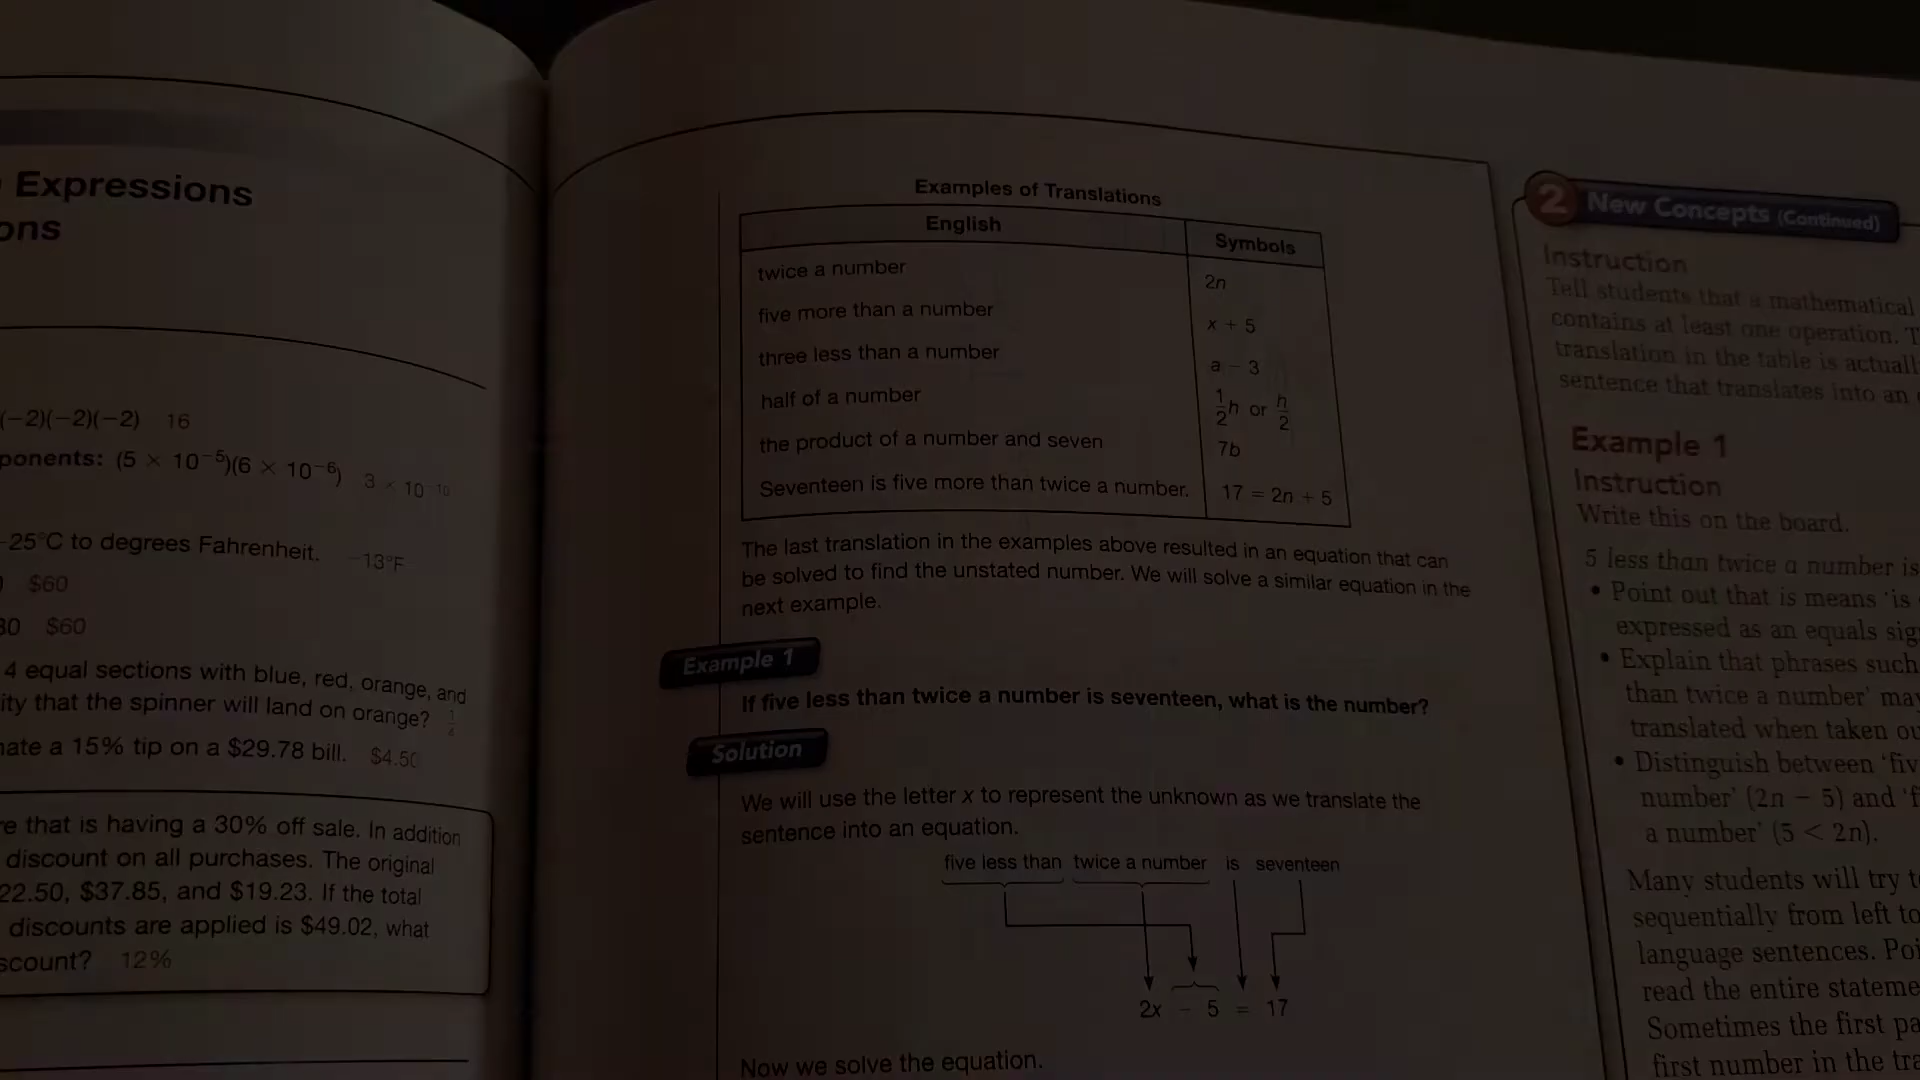 Expressions
ons
(-2)(-2)(-2) 16
ponents: (5 × 10⁻⁵)(6 × 10⁻⁶) 3 × 10⁻¹⁰
-25°C to degrees Fahrenheit. -13°F
) $60
30 $60
4 equal sections with blue, red, orange, and
ity that the spinner will land on orange? 1/4
nate a 15% tip on a $29.78 bill. $4.50
re that is having a 30% off sale. In addition
discount on all purchases. The original
22.50, $37.85, and $19.23. If the total
discounts are applied is $49.02, what
scount? 12%
Examples of Translations
English Symbols
twice a number 2n
five more than a number x + 5
three less than a number a - 3
half of a number 1/2 h or h/2
the product of a number and seven 7b
Seventeen is five more than twice a number. 17 = 2n + 5
The last translation in the examples above resulted in an equation that can
be solved to find the unstated number. We will solve a similar equation in the
next example.
Example 1
If five less than twice a number is seventeen, what is the number?
Solution
We will use the letter x to represent the unknown as we translate the
sentence into an equation.
five less than twice a number is seventeen
2x - 5 = 17
Now we solve the equation.
2 New Concepts (Continued)
Instruction
Tell students that a mathematical
contains at least one operation. T
translation in the table is actuall
sentence that translates into an
Example 1
Instruction
Write this on the board.
5 less than twice a number is
• Point out that is means 'is
expressed as an equals sig
• Explain that phrases such
than twice a number' may
translated when taken ou
• Distinguish between 'fiv
number' (2n - 5) and 'f
a number' (5 < 2n).
Many students will try t
sequentially from left to
language sentences. Poi
read the entire stateme
Sometimes the first pa
first number in the tra